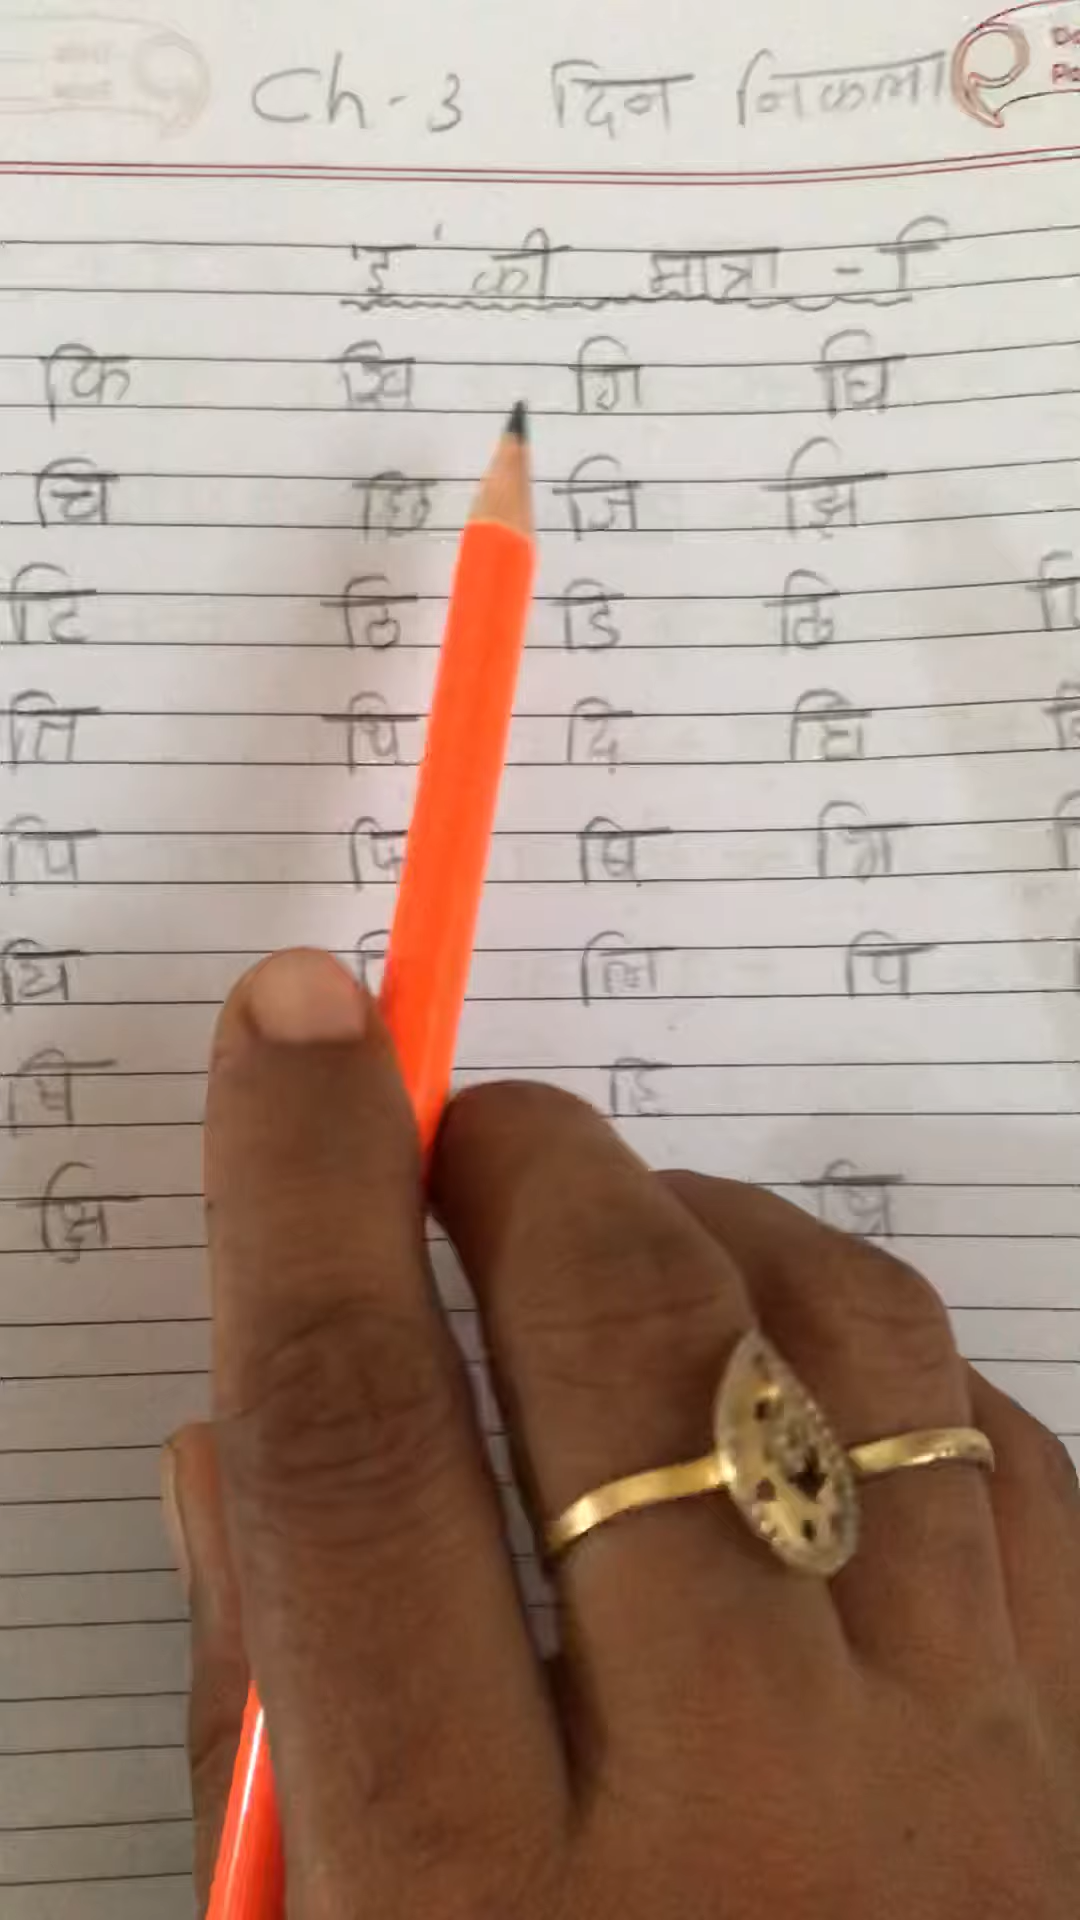 Ch-3 दिन निकला
'इ' की मात्रा - ि
कि खि गि घि
चि छि जि झि
टि ठि डि ढि
ति थि दि धि
पि फि बि भि
यि लि वि
षि हि
क्षि